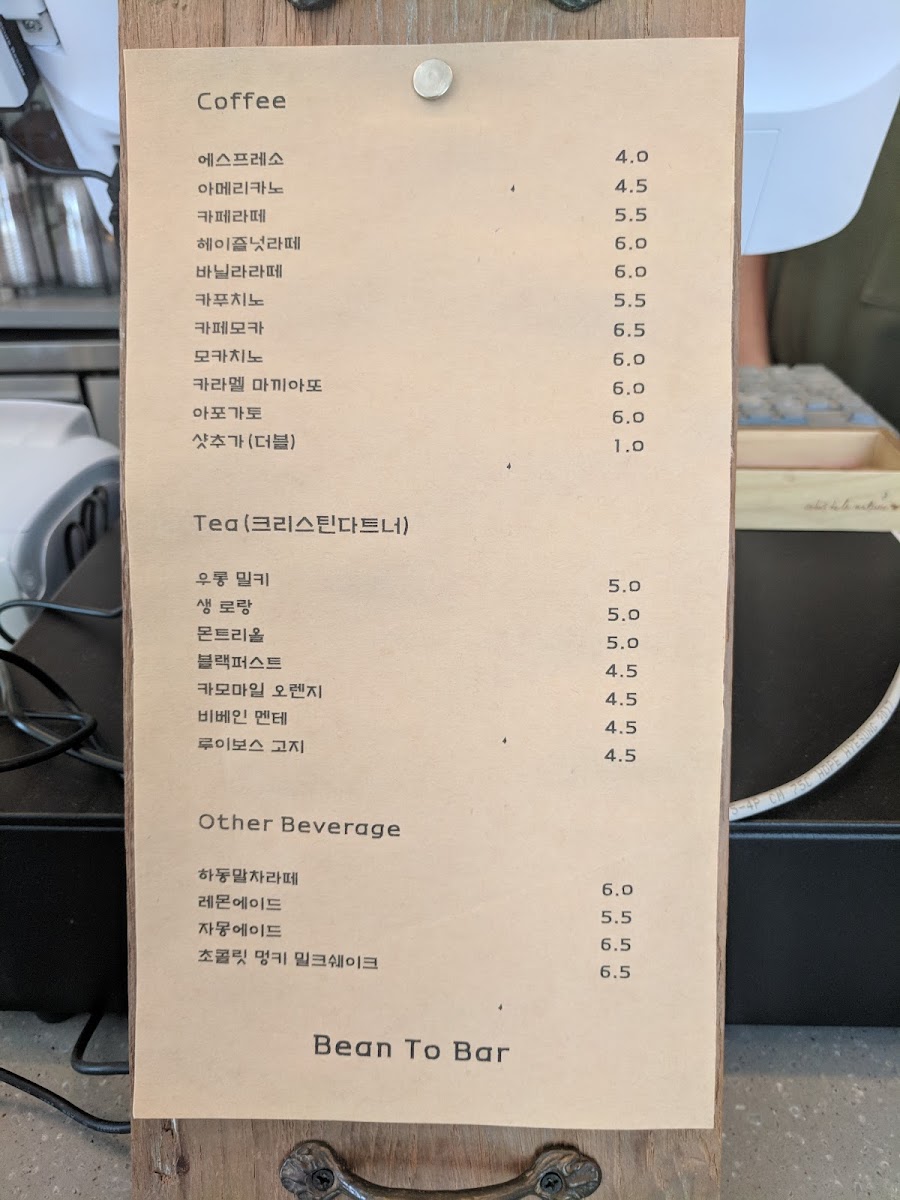 Coffee
에스프레소 4.0
아메리카노 4.5
카페라떼 5.5
헤이즐넛라떼 6.0
바닐라라떼 6.0
카푸치노 5.5
카페모카 6.5
모카치노 6.0
카라멜 마끼아또 6.0
아포가토 6.0
샷추가(더블) 1.0
Tea(크리스틴다트너)
우롱 밀키 5.0
생 로랑 5.0
몬트리올 5.0
블랙퍼스트 4.5
카모마일 오렌지 4.5
비베인 멘테 4.5
루이보스 고지 4.5
Other Beverage
하동말차라떼 6.0
레몬에이드 5.5
자몽에이드 6.5
초콜릿 멍키 밀크쉐이크 6.5
Bean To Bar